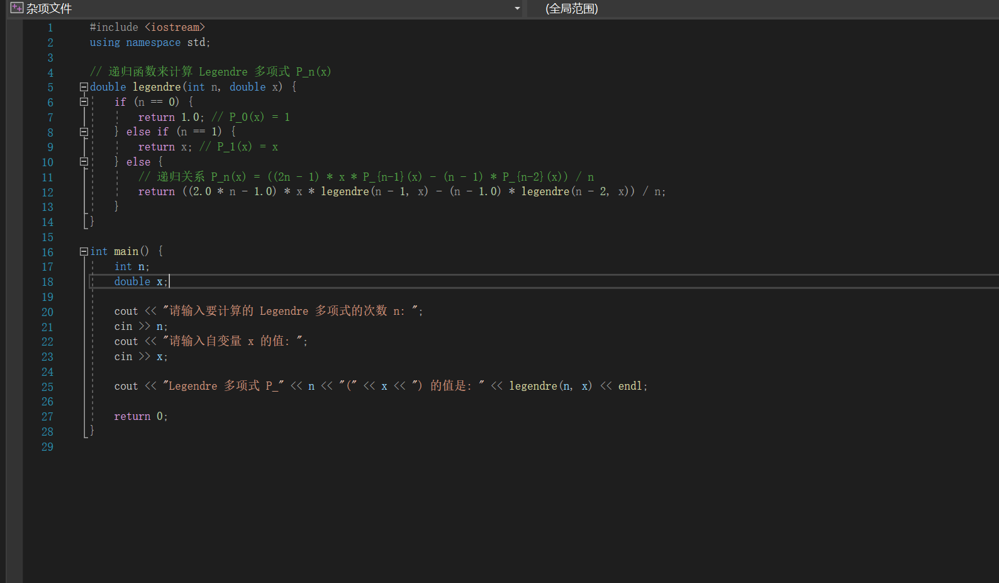 杂项文件
(全局范围)
1 #include <iostream>
2 using namespace std;
3
4 // 递归函数来计算 Legendre 多项式 P_n(x)
5 double legendre(int n, double x) {
6 if (n == 0) {
7 return 1.0; // P_0(x) = 1
8 } else if (n == 1) {
9 return x; // P_1(x) = x
10 } else {
11 // 递归关系 P_n(x) = ((2n - 1) * x * P_{n-1}(x) - (n - 1) * P_{n-2}(x)) / n
12 return ((2.0 * n - 1.0) * x * legendre(n - 1, x) - (n - 1.0) * legendre(n - 2, x)) / n;
13 }
14 }
15
16 int main() {
17 int n;
18 double x;
19
20 cout << "请输入要计算的 Legendre 多项式的次数 n: ";
21 cin >> n;
22 cout << "请输入自变量 x 的值: ";
23 cin >> x;
24
25 cout << "Legendre 多项式 P_" << n << "(" << x << ") 的值是: " << legendre(n, x) << endl;
26
27 return 0;
28 }
29